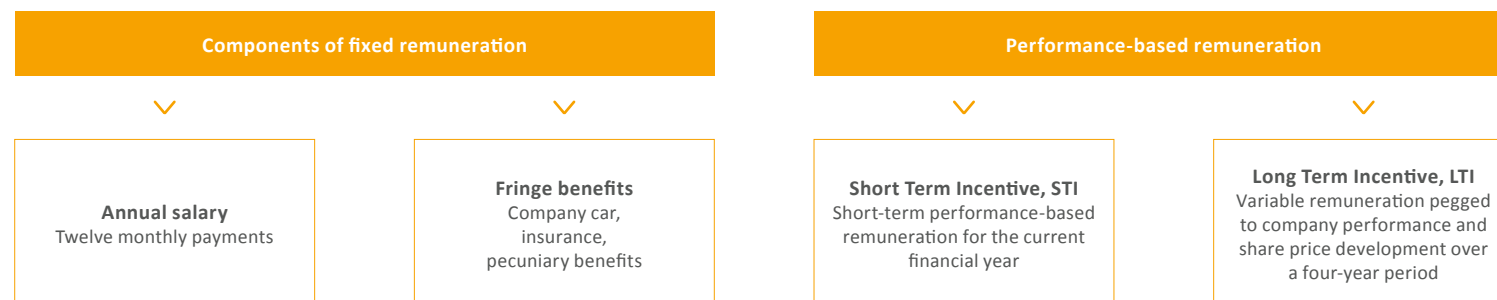 Components of fixed remuneration
Performance-based remuneration
Annual salary
Twelve monthly payments
Fringe benefits
Company car,
insurance,
pecuniary benefits
Short Term Incentive, STI
Short-term performance-based
remuneration for the current
financial year
Long Term Incentive, LTI
Variable remuneration pegged
to company performance and
share price development over
a four-year period